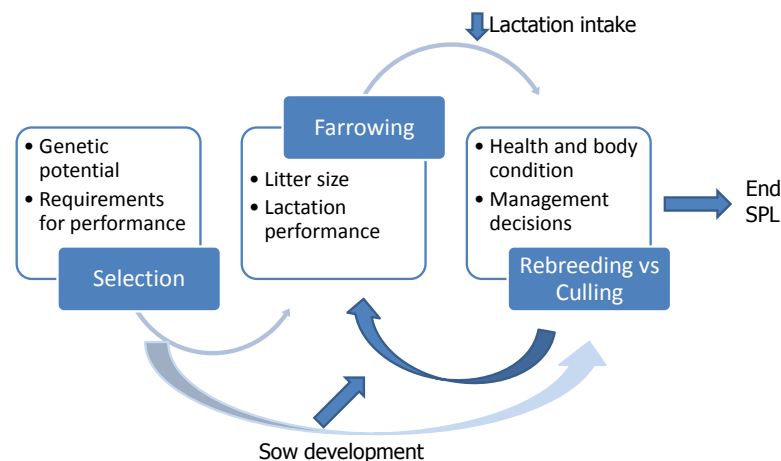 Lactation intake
• Genetic
potential
• Requirements
for performance
Selection
Farrowing
• Litter size
• Lactation
performance
• Health and body
condition
• Management
decisions
Rebreeding vs
Culling
End
SPL
Sow development